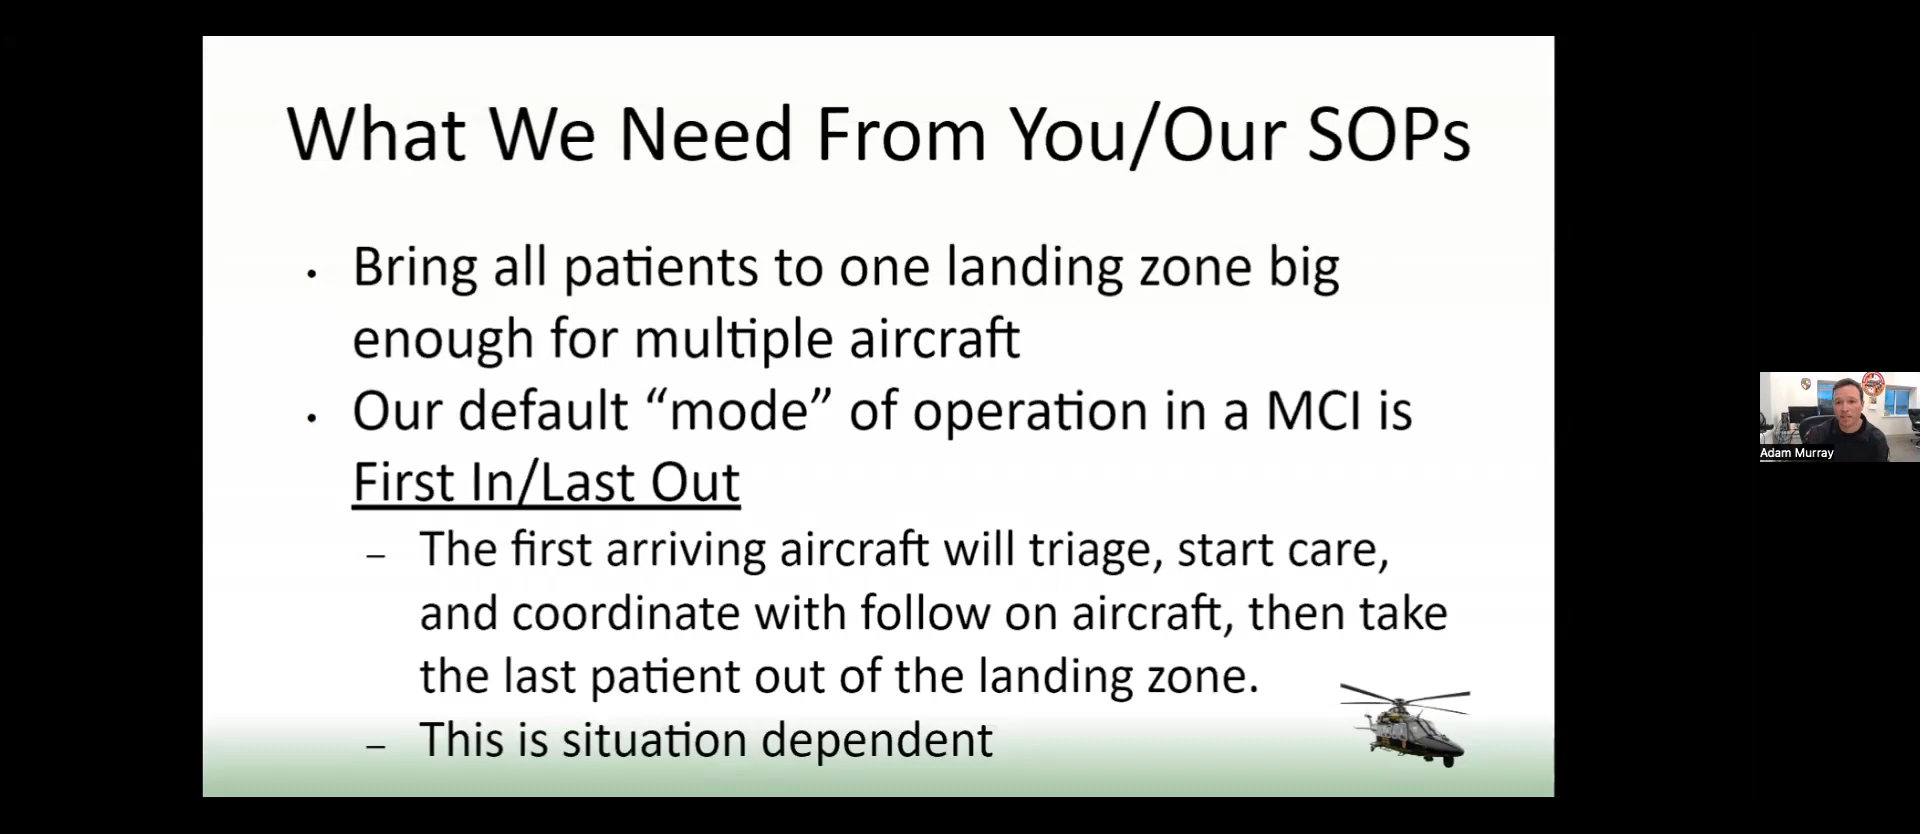 What We Need From You/Our SOPs
• Bring all patients to one landing zone big
enough for multiple aircraft
• Our default “mode” of operation in a MCI is
First In/Last Out
– The first arriving aircraft will triage, start care,
and coordinate with follow on aircraft, then take
the last patient out of the landing zone.
– This is situation dependent
Adam Murray